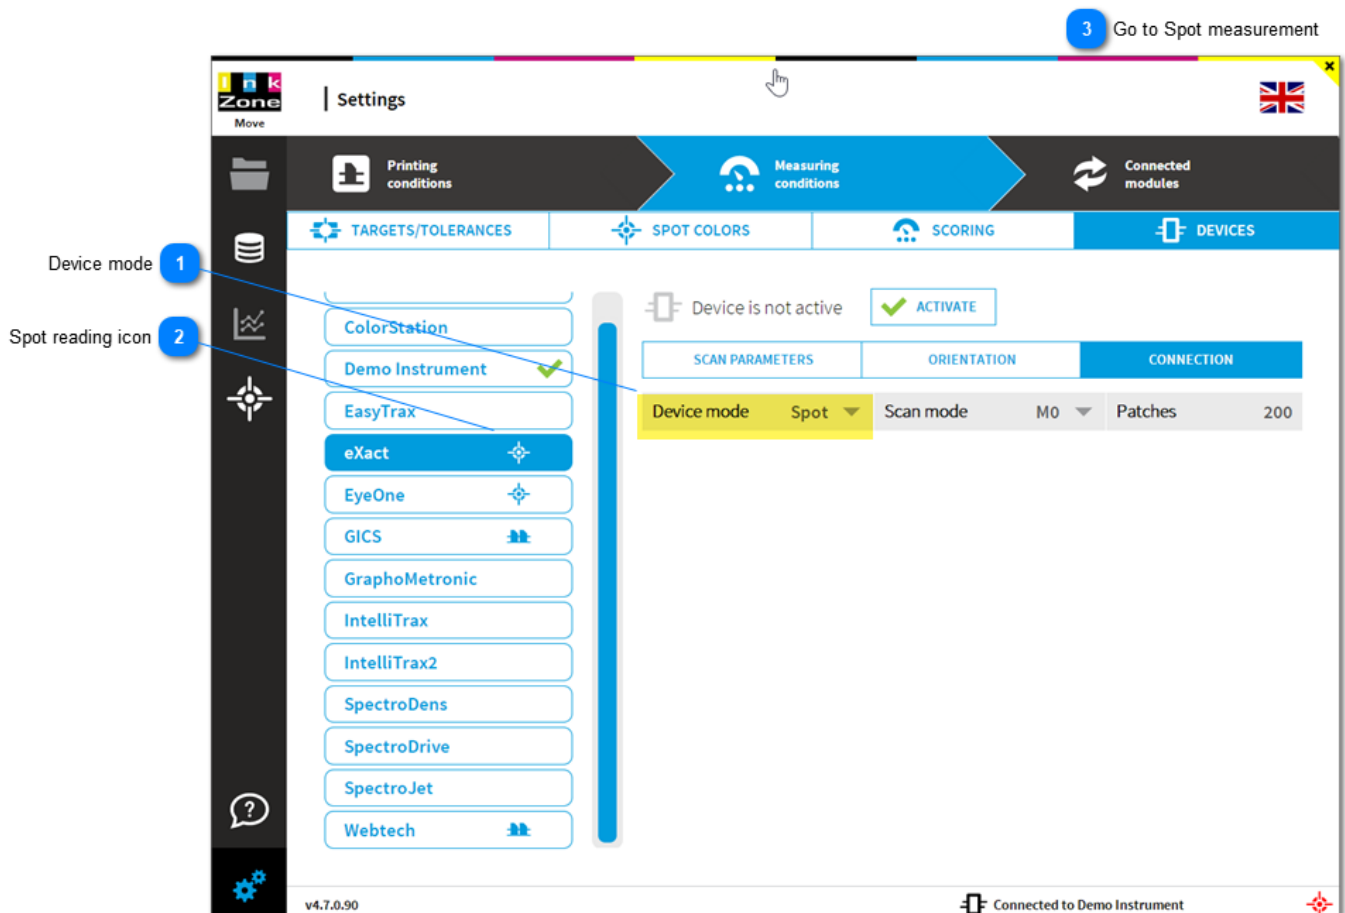 3 Go to Spot measurement
Ink
Zone
Move
Settings
x
Printing
conditions
Measuring
conditions
Connected
modules
TARGETS/TOLERANCES
SPOT COLORS
SCORING
DEVICES
Device mode 1
Spot reading icon 2
ColorStation
Demo Instrument
EasyTrax
eXact
EyeOne
GICS
GraphoMetronic
IntelliTrax
IntelliTrax2
SpectroDens
SpectroDrive
SpectroJet
Webtech
Device is not active
ACTIVATE
SCAN PARAMETERS
ORIENTATION
CONNECTION
Device mode Spot
Scan mode M0
Patches 200
?
v4.7.0.90
Connected to Demo Instrument